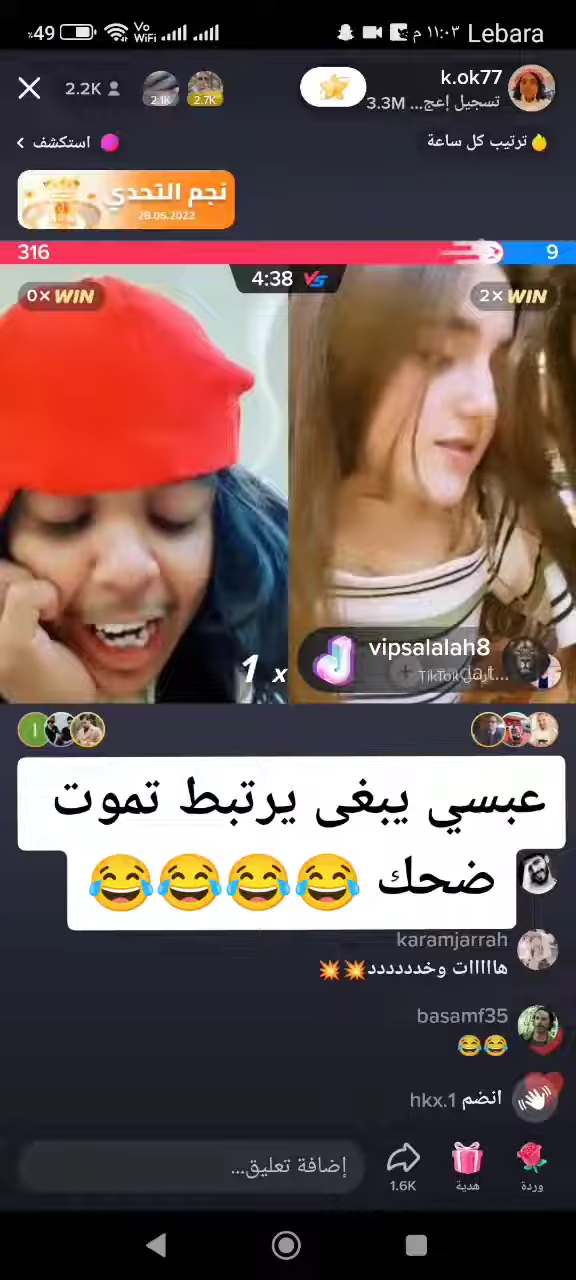 %49 Vo WiFi ١١:٠٣ م Lebara
2.2K k.ok77
2.1K 2.7K تسجيل إعج... 3.3M
استكشف ترتيب كل ساعة
نجم التحدي
28.05.2022
316 9
4:38 VS
0× WIN 2× WIN
1 x
vipsalalah8
عبسي يبغى يرتبط تموت
ضحك 😂😂😂😂
karamjarrah
هاااااات وخدددددد💥💥
basamf35
😂😂
hkx.1 انضم
إضافة تعليق...
1.6K هدية وردة